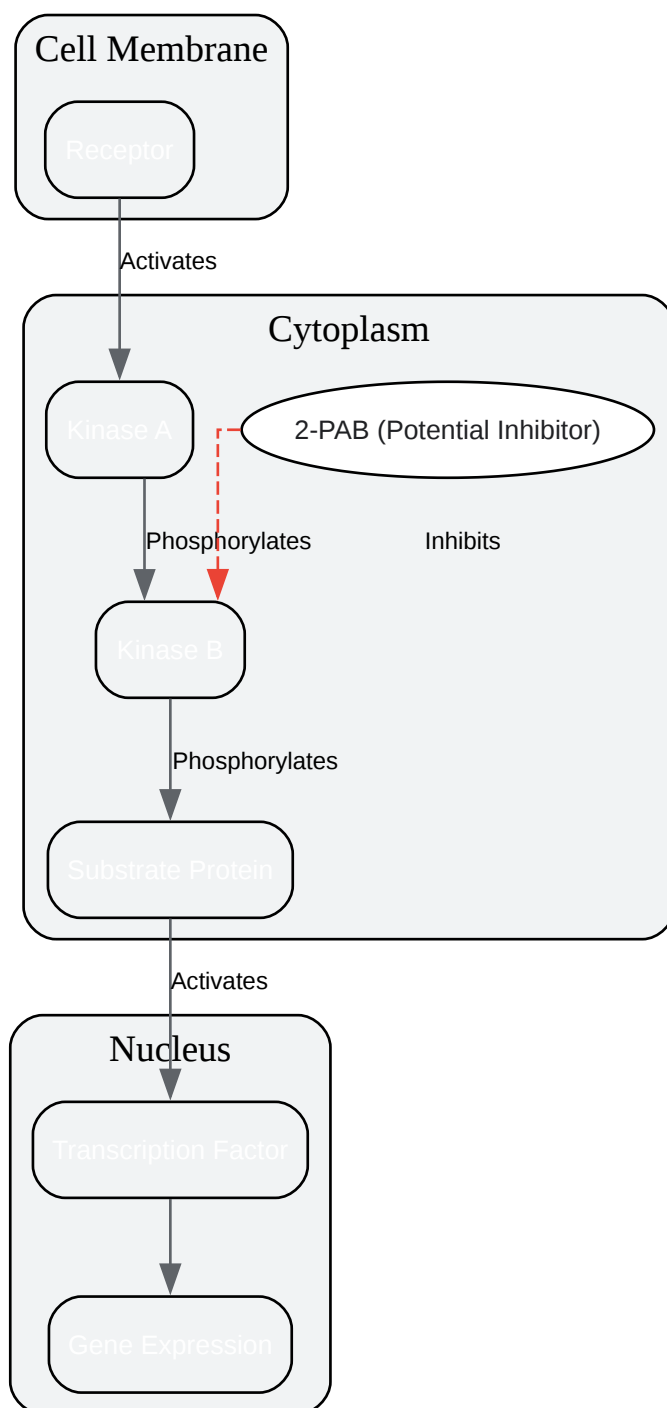 Cell Membrane
Receptor
Activates
Cytoplasm
Kinase A
2-PAB (Potential Inhibitor)
Phosphorylates
Inhibits
Kinase B
Phosphorylates
Substrate Protein
Activates
Nucleus
Transcription Factor
Gene Expression